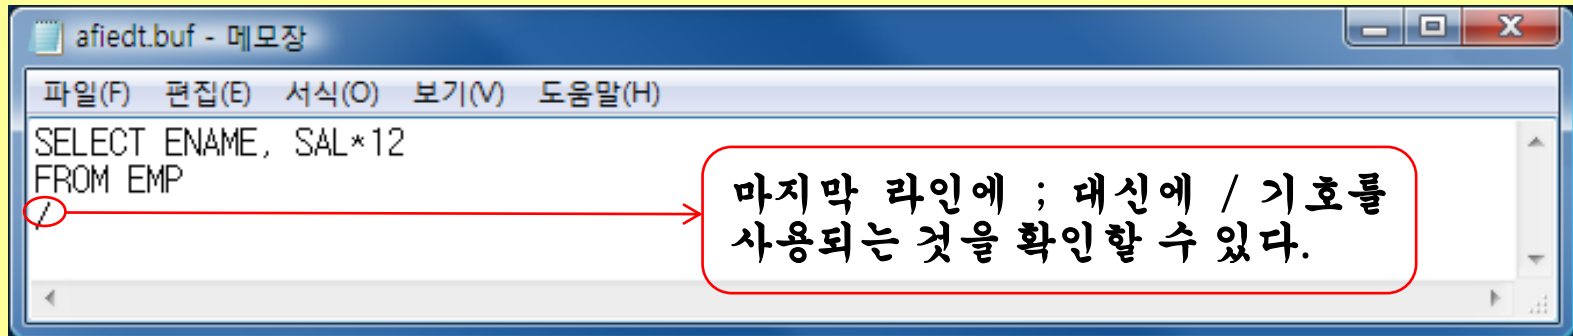 afiedt.buf - 메모장
파일(F) 편집(E) 서식(O) 보기(V) 도움말(H)
SELECT ENAME, SAL*12
FROM EMP
/
마지막 라인에 ; 대신에 / 기호를
사용되는 것을 확인할 수 있다.